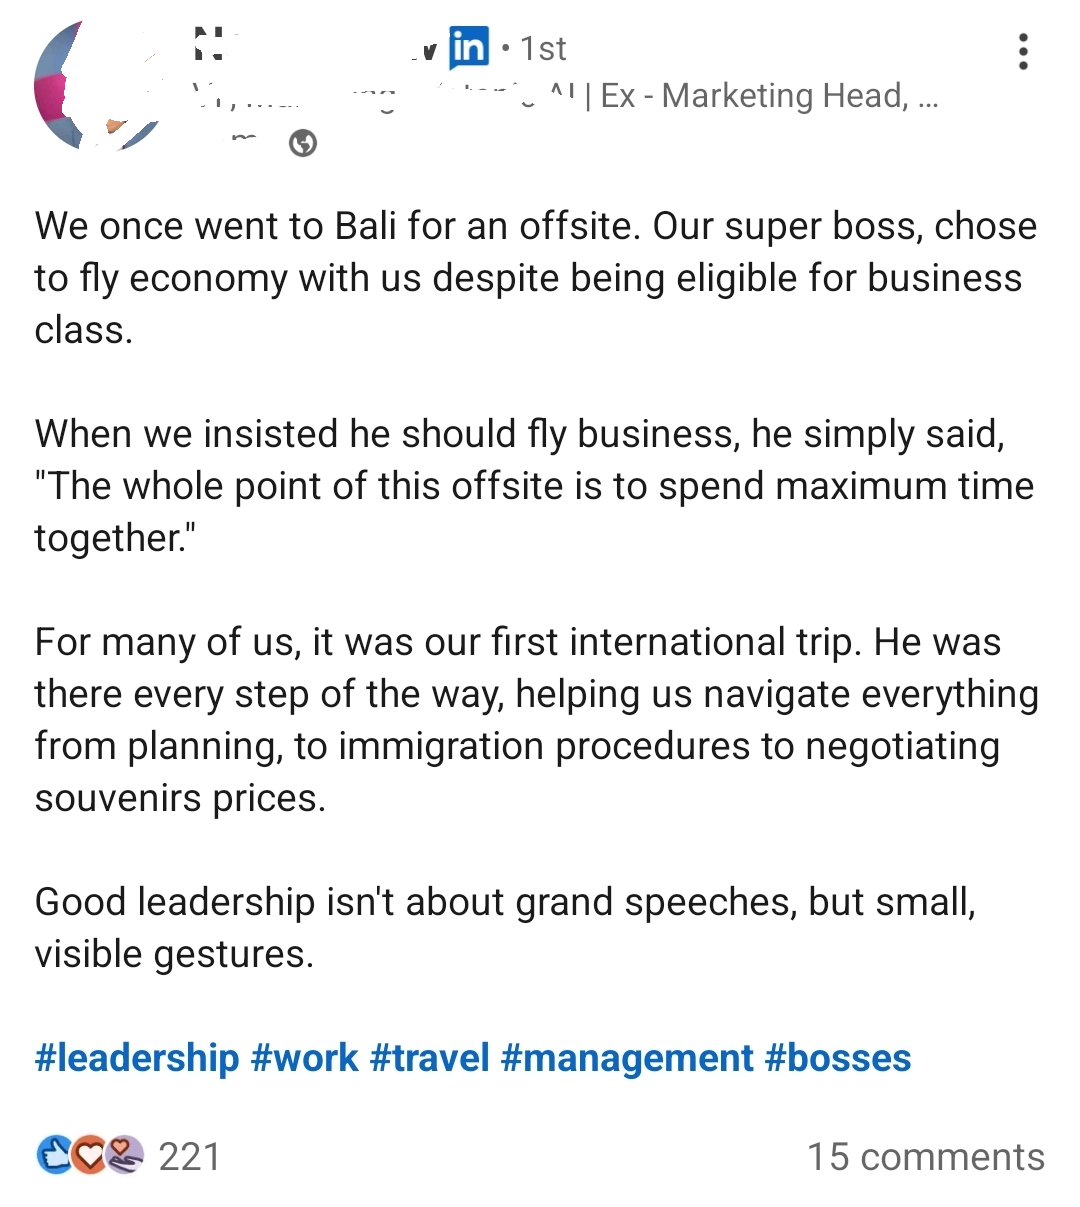 in • 1st
| Ex - Marketing Head, ...
We once went to Bali for an offsite. Our super boss, chose
to fly economy with us despite being eligible for business
class.
When we insisted he should fly business, he simply said,
"The whole point of this offsite is to spend maximum time
together."
For many of us, it was our first international trip. He was
there every step of the way, helping us navigate everything
from planning, to immigration procedures to negotiating
souvenirs prices.
Good leadership isn't about grand speeches, but small,
visible gestures.
#leadership #work #travel #management #bosses
221
15 comments